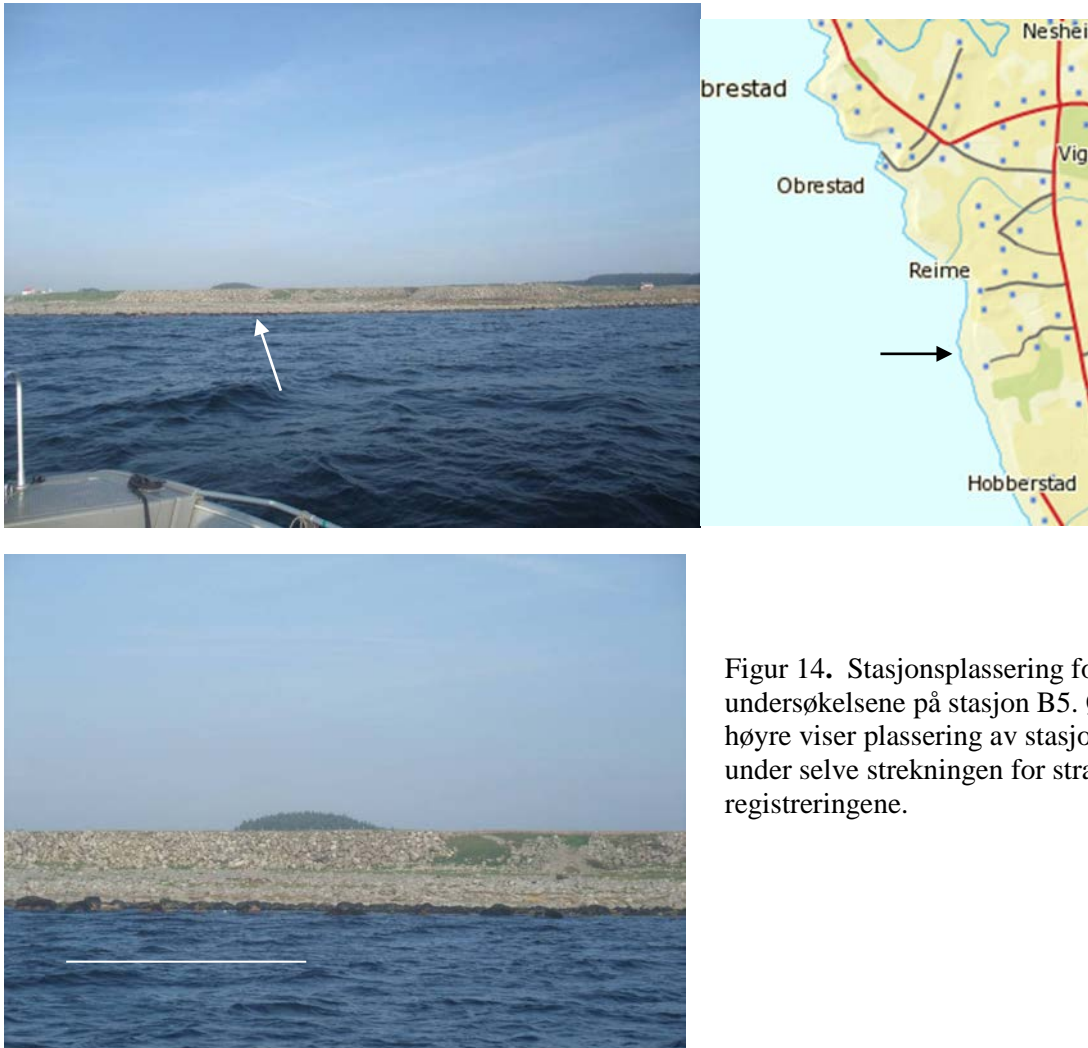 Neshei
brestad
Vig
Obrestad
Reime
Hobberstad
Figur 14. Stasjonsplassering fo
undersøkelsene på stasjon B5.
høyre viser plassering av stasjo
under selve strekningen for stra
registreringene.